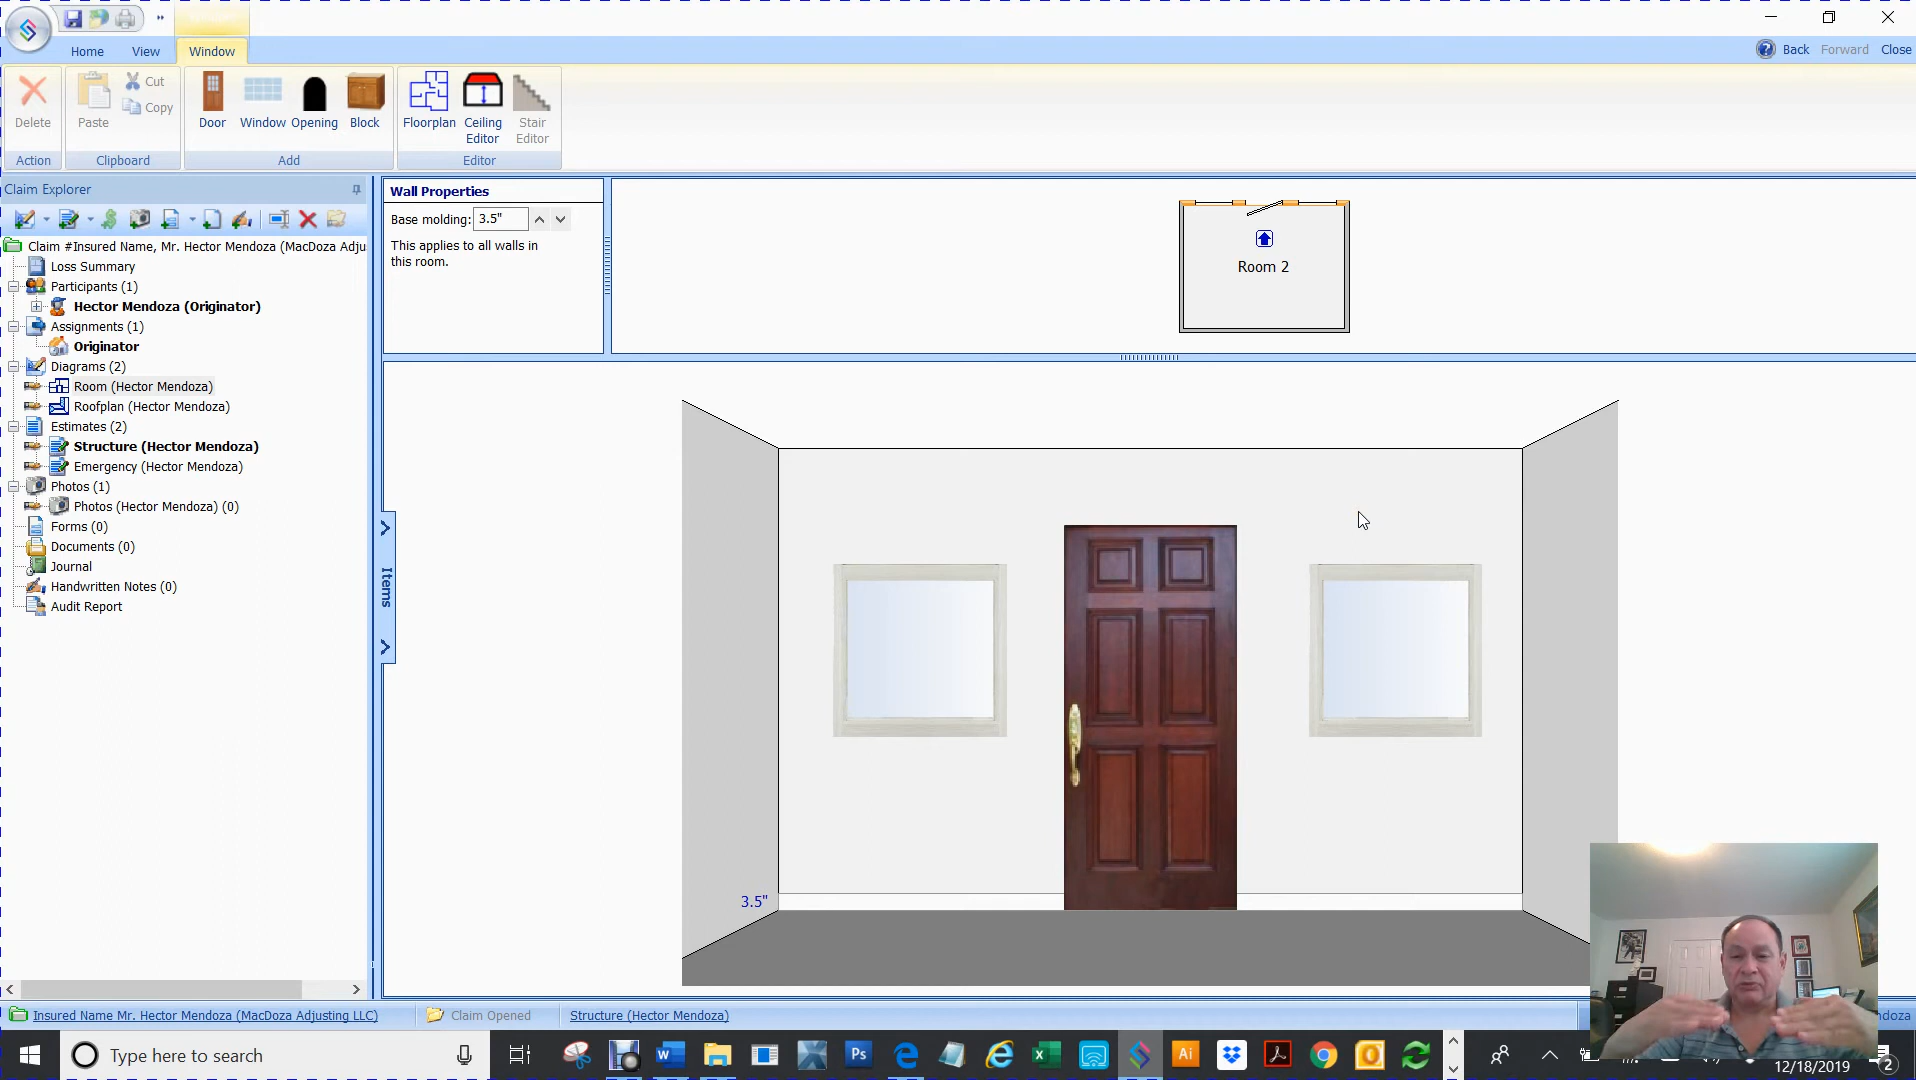 Home
View
Window
Back
Forward
Close
Delete
Paste
Cut
Copy
Door
Window
Opening
Block
Floorplan
Ceiling
Editor
Stair
Editor
Action
Clipboard
Add
Editor
Claim Explorer
Claim #Insured Name, Mr. Hector Mendoza (MacDoza Adju
Loss Summary
Participants (1)
Hector Mendoza (Originator)
Assignments (1)
Originator
Diagrams (2)
Room (Hector Mendoza)
Roofplan (Hector Mendoza)
Estimates (2)
Structure (Hector Mendoza)
Emergency (Hector Mendoza)
Photos (1)
Photos (Hector Mendoza) (0)
Forms (0)
Documents (0)
Journal
Handwritten Notes (0)
Audit Report
Wall Properties
Base molding: 3.5"
This applies to all walls in
this room.
Room 2
Items
3.5"
Insured Name Mr. Hector Mendoza (MacDoza Adjusting LLC)
Claim Opened
Structure (Hector Mendoza)
doza
Type here to search
Ps
Ai
12/18/2019
2